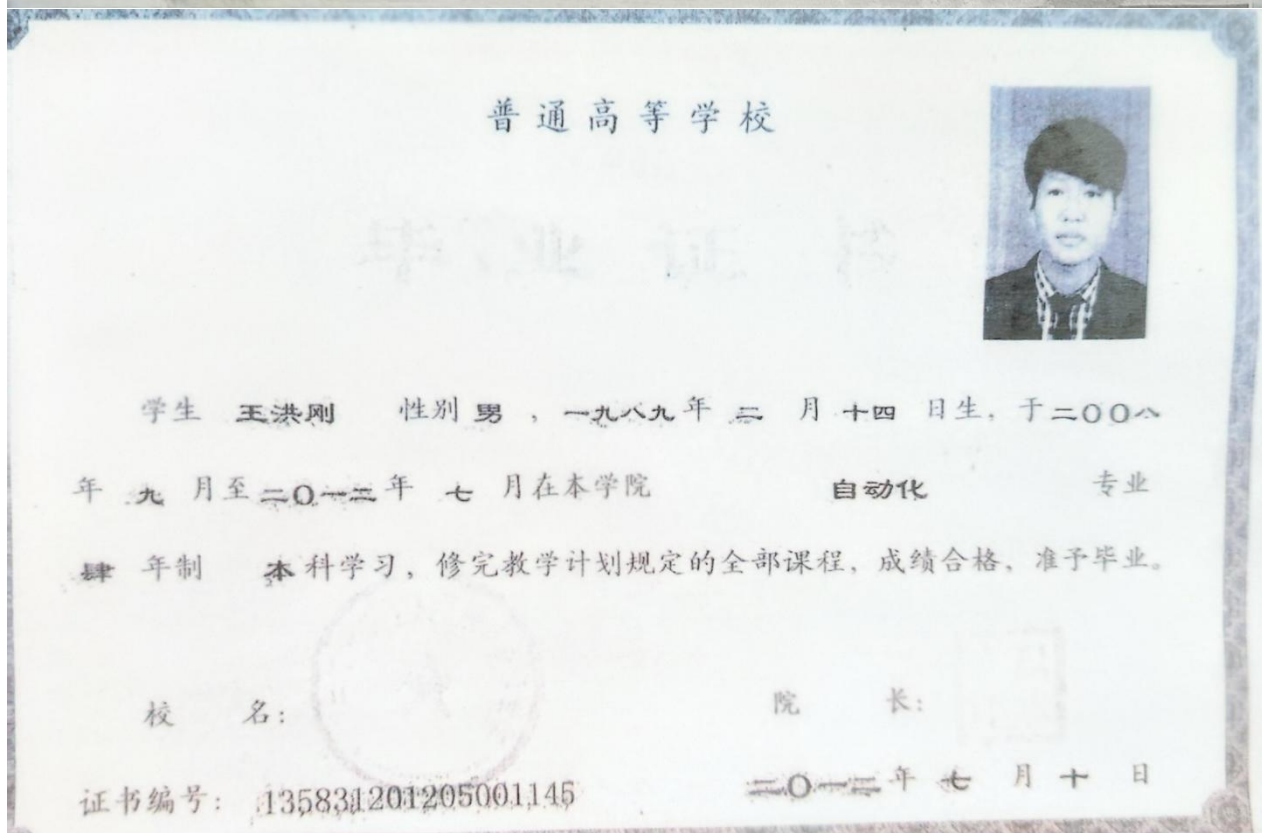 普通高等学校
学生 王洪刚 性别 男 ，一九八九年 二 月 十四 日生，于二〇〇八
年 九 月至二〇一二年 七 月在本学院 自动化 专业
肆 年制 本科学习，修完教学计划规定的全部课程，成绩合格，准予毕业。
校 名： 院 长：
证书编号： 135831201205001145 二〇一二年 七 月 十 日